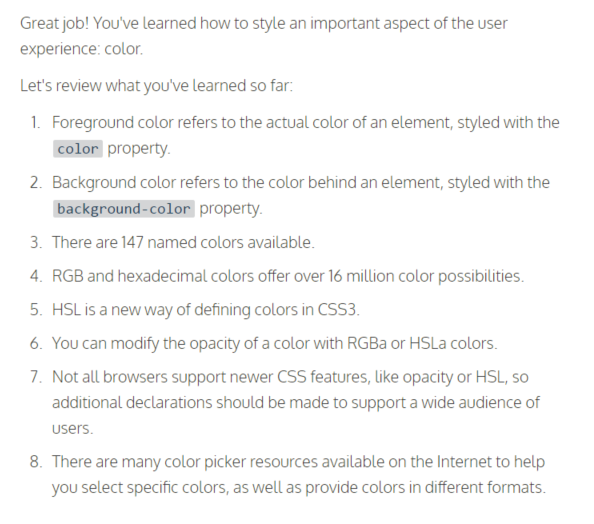 Great job! You've learned how to style an important aspect of the user
experience: color.
Let's review what you've learned so far:
1. Foreground color refers to the actual color of an element, styled with the
color property.
2. Background color refers to the color behind an element, styled with the
background-color property.
3. There are 147 named colors available.
4. RGB and hexadecimal colors offer over 16 million color possibilities.
5. HSL is a new way of defining colors in CSS3.
6. You can modify the opacity of a color with RGBa or HSLa colors.
7. Not all browsers support newer CSS features, like opacity or HSL, so
additional declarations should be made to support a wide audience of
users.
8. There are many color picker resources available on the Internet to help
you select specific colors, as well as provide colors in different formats.